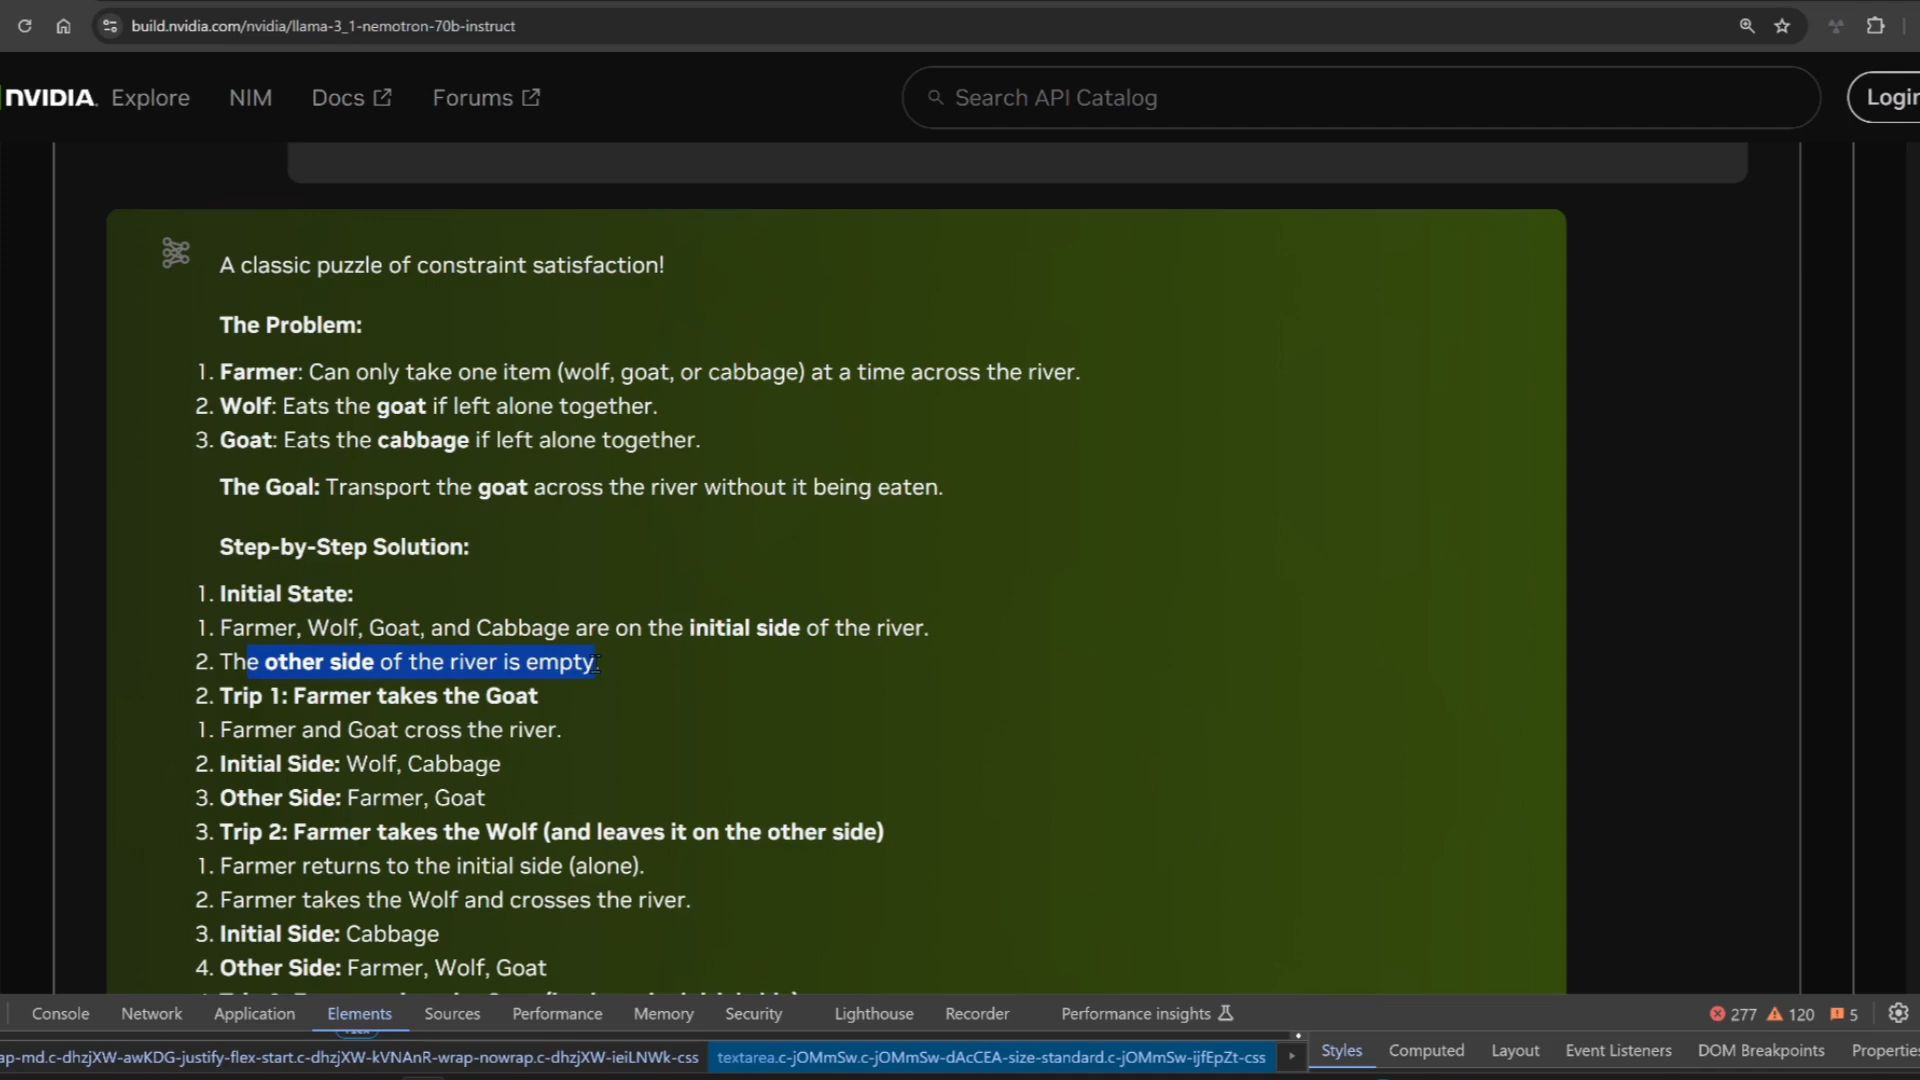 build.nvidia.com/nvidia/llama-3_1-nemotron-70b-instruct
NVIDIA. Explore NIM Docs Forums Search API Catalog Login
A classic puzzle of constraint satisfaction!
The Problem:
1. Farmer: Can only take one item (wolf, goat, or cabbage) at a time across the river.
2. Wolf: Eats the goat if left alone together.
3. Goat: Eats the cabbage if left alone together.
The Goal: Transport the goat across the river without it being eaten.
Step-by-Step Solution:
1. Initial State:
1. Farmer, Wolf, Goat, and Cabbage are on the initial side of the river.
2. The other side of the river is empty.
2. Trip 1: Farmer takes the Goat
1. Farmer and Goat cross the river.
2. Initial Side: Wolf, Cabbage
3. Other Side: Farmer, Goat
3. Trip 2: Farmer takes the Wolf (and leaves it on the other side)
1. Farmer returns to the initial side (alone).
2. Farmer takes the Wolf and crosses the river.
3. Initial Side: Cabbage
4. Other Side: Farmer, Wolf, Goat
Console Network Application Elements Sources Performance Memory Security Lighthouse Recorder Performance insights 277 120 5
ap-md.c-dhzjXW-awKDG-justify-flex-start.c-dhzjXW-kVNAnR-wrap-nowrap.c-dhzjXW-ieiLNWk-css textarea.c-jOMmSw.c-jOMmSw-dAcCEA-size-standard.c-jOMmSw-ijfEpZt-css Styles Computed Layout Event Listeners DOM Breakpoints Properties